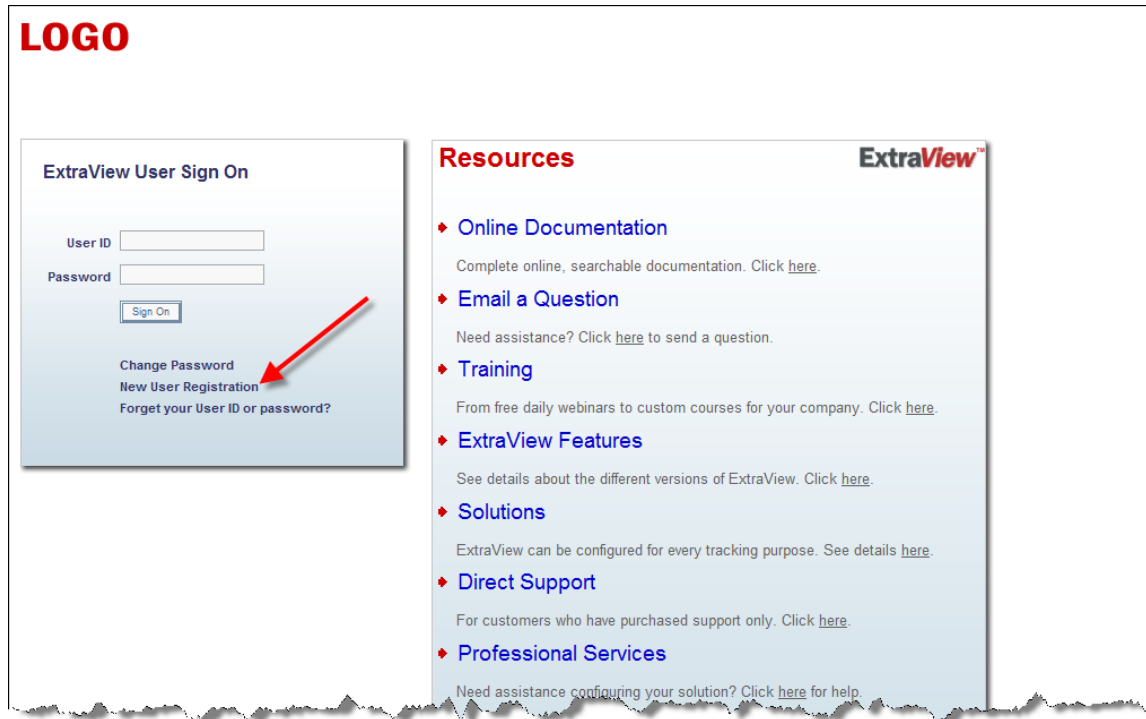 LOGO
ExtraView User Sign On
User ID
Password
Sign On
Change Password
New User Registration
Forget your User ID or password?
Resources
ExtraView™
Online Documentation
Complete online, searchable documentation. Click here.
Email a Question
Need assistance? Click here to send a question.
Training
From free daily webinars to custom courses for your company. Click here.
ExtraView Features
See details about the different versions of ExtraView. Click here.
Solutions
ExtraView can be configured for every tracking purpose. See details here.
Direct Support
For customers who have purchased support only. Click here.
Professional Services
Need assistance configuring your solution? Click here for help.